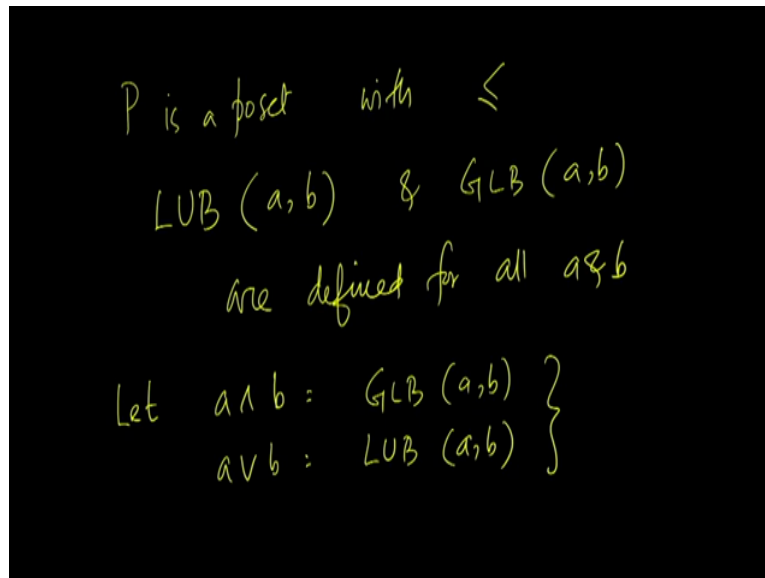 P is a poset with ≤
LUB (a,b) & GLB (a,b)
are defined for all a&b
Let a∧b = GLB (a,b) }
a∨b = LUB (a,b)